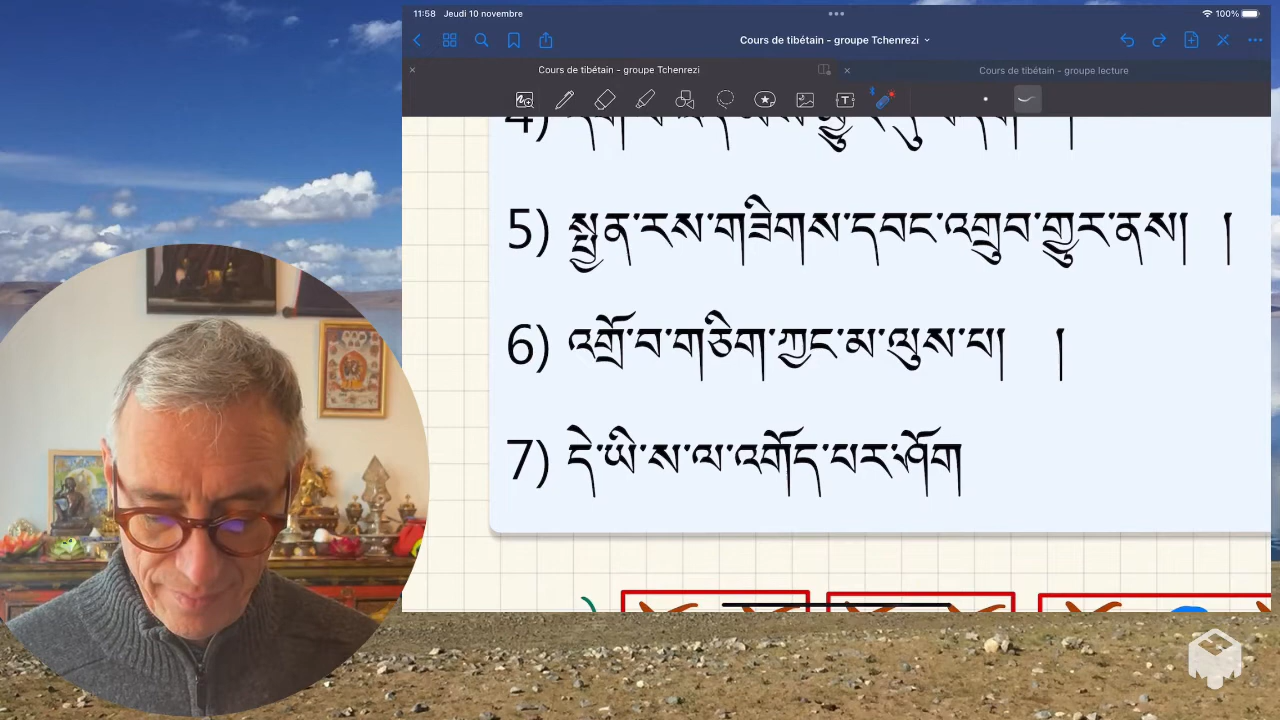 11:58 Jeudi 10 novembre
100%
Cours de tibétain - groupe Tchenrezi
Cours de tibétain - groupe Tchenrezi
Cours de tibétain - groupe lecture
4)
5) སྤྱན་རས་གཟིགས་དབང་འགྲུབ་གྱུར་ནས། །
6) འགྲོ་བ་གཅིག་ཀྱང་མ་ལུས་པ། །
7) དེ་ཡི་ས་ལ་འགོད་པར་ཤོག